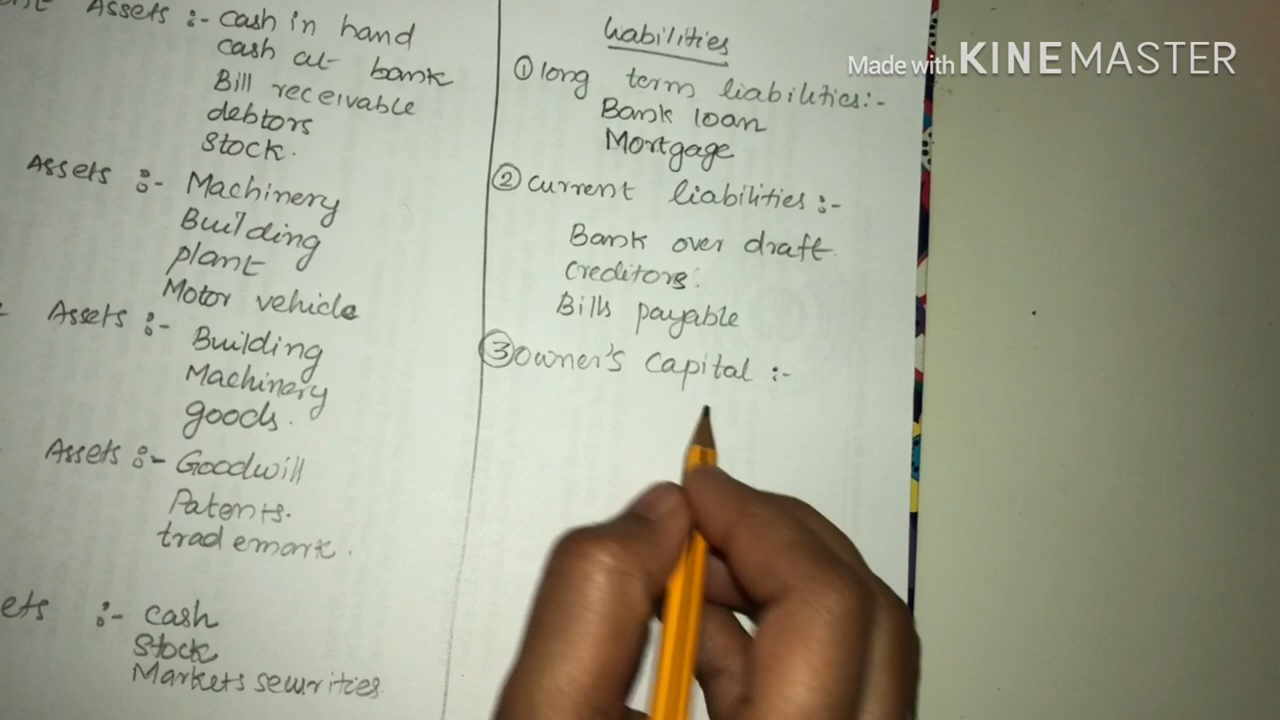 Assets :- cash in hand
cash at bank
Bill receivable
debtors
Stock.
Assets :- Machinery
Building
plant
Motor vehicle
Assets :- Building
Machinery
goods.
Assets :- Goodwill
Patents.
trademark.
ets :- cash
Stock
Markets securities
Liabilities
① long term liabilities:-
Bank loan
Mortgage
② current liabilities :-
Bank over draft
Creditors.
Bills payable
③ owner's Capital :-
Made with KINEMASTER